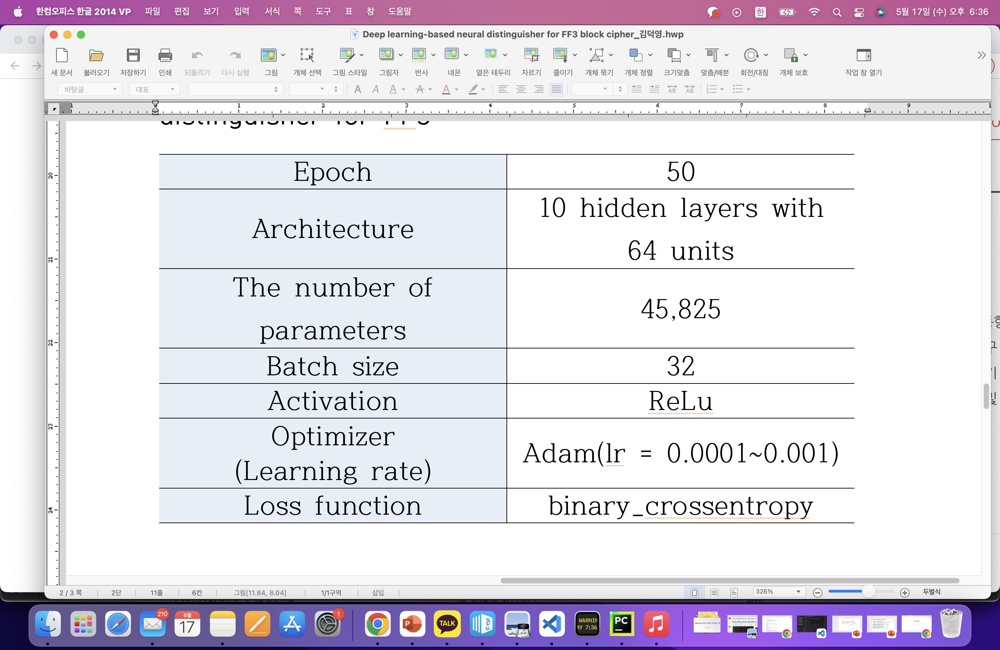 한컴오피스 한글 2014 VP 파일 편집 보기 입력 서식 쪽 도구 표 창 도움말 한 5월 17일 (수) 오후 6:36
Deep learning-based neural distinguisher for FF3 block cipher_김덕영.hwp
새 문서 불러오기 저장하기 인쇄 되돌리기 다시 실행 그림 개체 선택 그림 스타일 그림자 반사 네온 옅은 테두리 자르기 줄이기 개체 묶기 개체 정렬 크기맞춤 맞춤/배분 회전/대칭 개체 보호 작업 창 열기
바탕글 대표
1 1 2 3 4 5 6 7 8 9
distinguisher for FF3
Epoch 50
Architecture 10 hidden layers with
64 units
The number of
parameters 45,825
Batch size 32
Activation ReLu
Optimizer
(Learning rate) Adam(lr = 0.0001~0.001)
Loss function binary_crossentropy
20
21
22
23
24
2 / 3 쪽 2단 11줄 6칸 그림[11.84, 8.04] 1/1구역 삽입 326% 두벌식
210 5월 17 1 P TALK WARNIN AY 7:36 PC